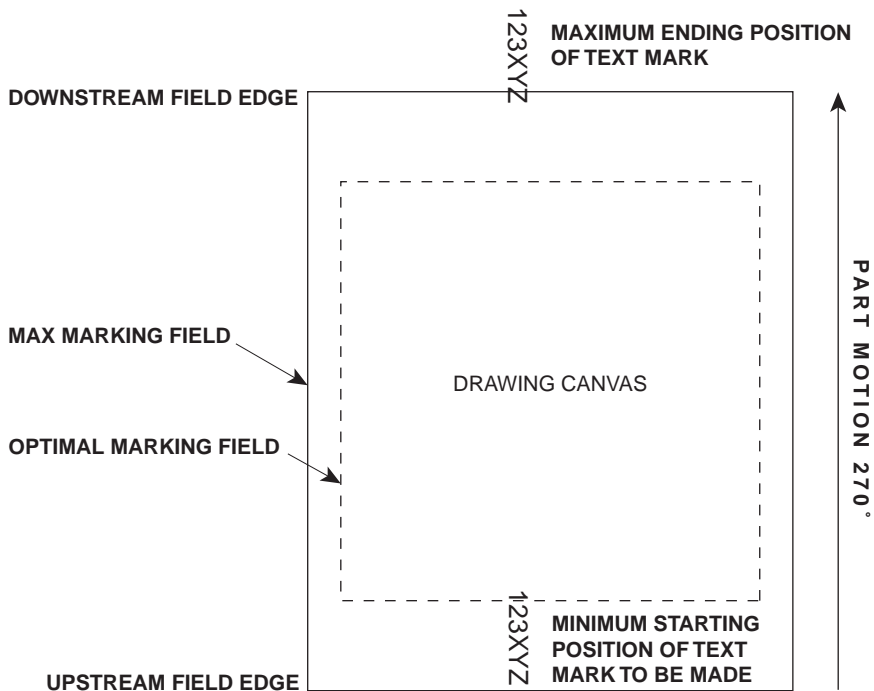 123XYZ
MAXIMUM ENDING POSITION
OF TEXT MARK
DOWNSTREAM FIELD EDGE
MAX MARKING FIELD
DRAWING CANVAS
OPTIMAL MARKING FIELD
PART MOTION 270°
123XYZ
MINIMUM STARTING
POSITION OF TEXT
MARK TO BE MADE
UPSTREAM FIELD EDGE